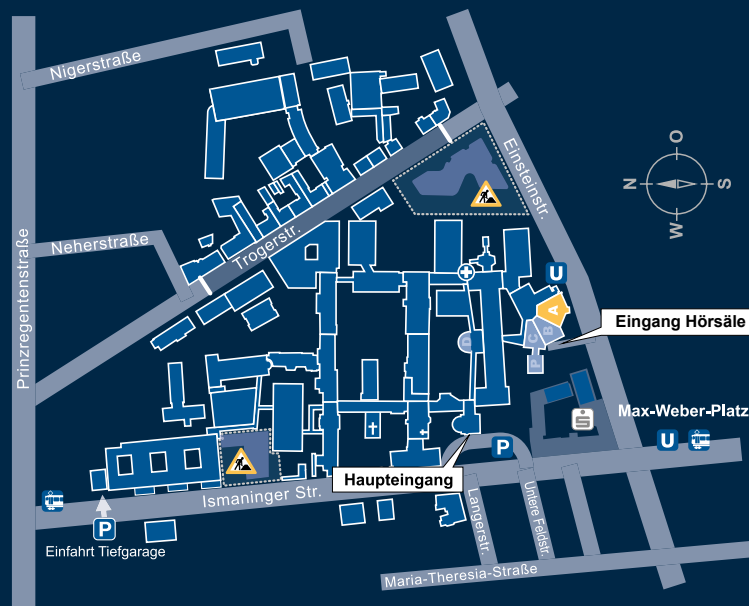 Nigerstraße
Einsteinstr.
O
N
S
W
Prinzregentenstraße
Neherstraße
Trogerstr.
U
A
B
C
D
P
Eingang Hörsäle
Max-Weber-Platz
U
P
Haupteingang
Ismaninger Str.
P
Einfahrt Tiefgarage
Langerstr.
Untere Feldstr.
Maria-Theresia-Straße